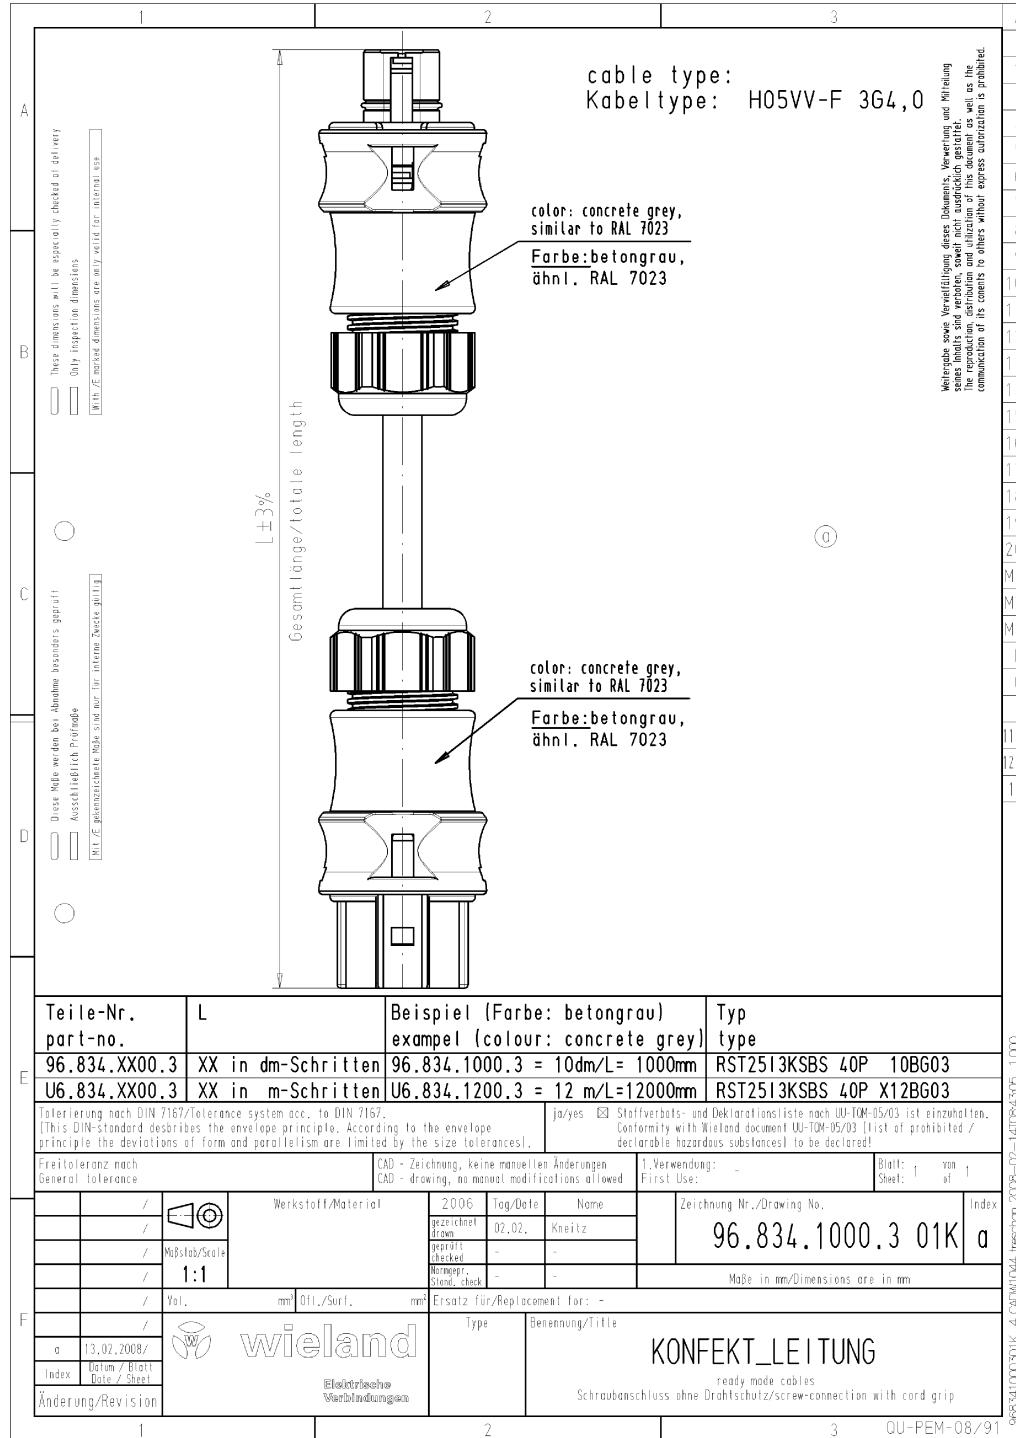 1
2
3
A
B
C
D
E
F
cable type:
Kabeltype: H05VV-F 3G4,0
Weitergabe sowie Vervielfältigung dieses Dokuments, Verwertung und Mitteilung
seines Inhalts sind verboten, soweit nicht ausdrücklich gestattet.
The reproduction, distribution and utilization of this document as well as the
communication of its conents to others without express autorization is prohibited.
These dimensions will be especially checked at delivery
Only inspection dimensions
With /E marked dimensions are only valid for internal use
color: concrete grey,
similar to RAL 7023
Farbe:betongrau,
ähnl. RAL 7023
L±3%
Gesamtlänge/totale length
a
Diese Maße werden bei Abnahme besonders geprüft
Ausschließlich Prüfmaße
Mit /E gekennzeichnete Maße sind nur für interne Zwecke gültig
color: concrete grey,
similar to RAL 7023
Farbe:betongrau,
ähnl. RAL 7023
Teile-Nr. L Beispiel (Farbe: betongrau) Typ
part-no. exampel (colour: concrete grey) type
96.834.XX00.3 XX in dm-Schritten 96.834.1000.3 = 10dm/L= 1000mm RST25I3KSBS 40P 10BG03
U6.834.XX00.3 XX in m-Schritten U6.834.1200.3 = 12 m/L=12000mm RST25I3KSBS 40P X12BG03
Tolerierung nach DIN 7167/Tolerance system acc. to DIN 7167.
(This DIN-standard desbribes the envelope principle. According to the envelope
principle the deviations of form and parallelism are limited by the size tolerances).
ja/yes ☒ Stoffverbots- und Deklarationsliste nach UU-TQM-05/03 ist einzuhalten.
Conformity with Wieland document UU-TQM-05/03 (list of prohibited /
declarable hazardous substances) to be declared!
Freitoleranz nach
General tolerance
CAD - Zeichnung, keine manuellen Änderungen
CAD - drawing, no manual modifications allowed
1.Verwendung: -
First Use:
Blatt: 1 von 1
Sheet: of
Maßstab/Scale
1:1
Werkstoff/Material
2006 Tag/Date Name
gezeichnet
drawn 02.02. Kneitz
geprüft
checked - -
Normgepr.
Stand. check - -
Zeichnung Nr./Drawing No. Index
96.834.1000.3 01K a
Maße in mm/Dimensions are in mm
Vol. mm³ Ofl./Surf. mm² Ersatz für/Replacement for: -
wieland
Elektrische
Verbindungen
Type
Benennung/Title
KONFEKT_LEITUNG
ready made cables
Schraubanschluss ohne Drahtschutz/screw-connection with cord grip
a 13.02.2008/
Index Datum / Blatt
Date / Sheet
Änderung/Revision
1
2
3
QU-PEM-08/91